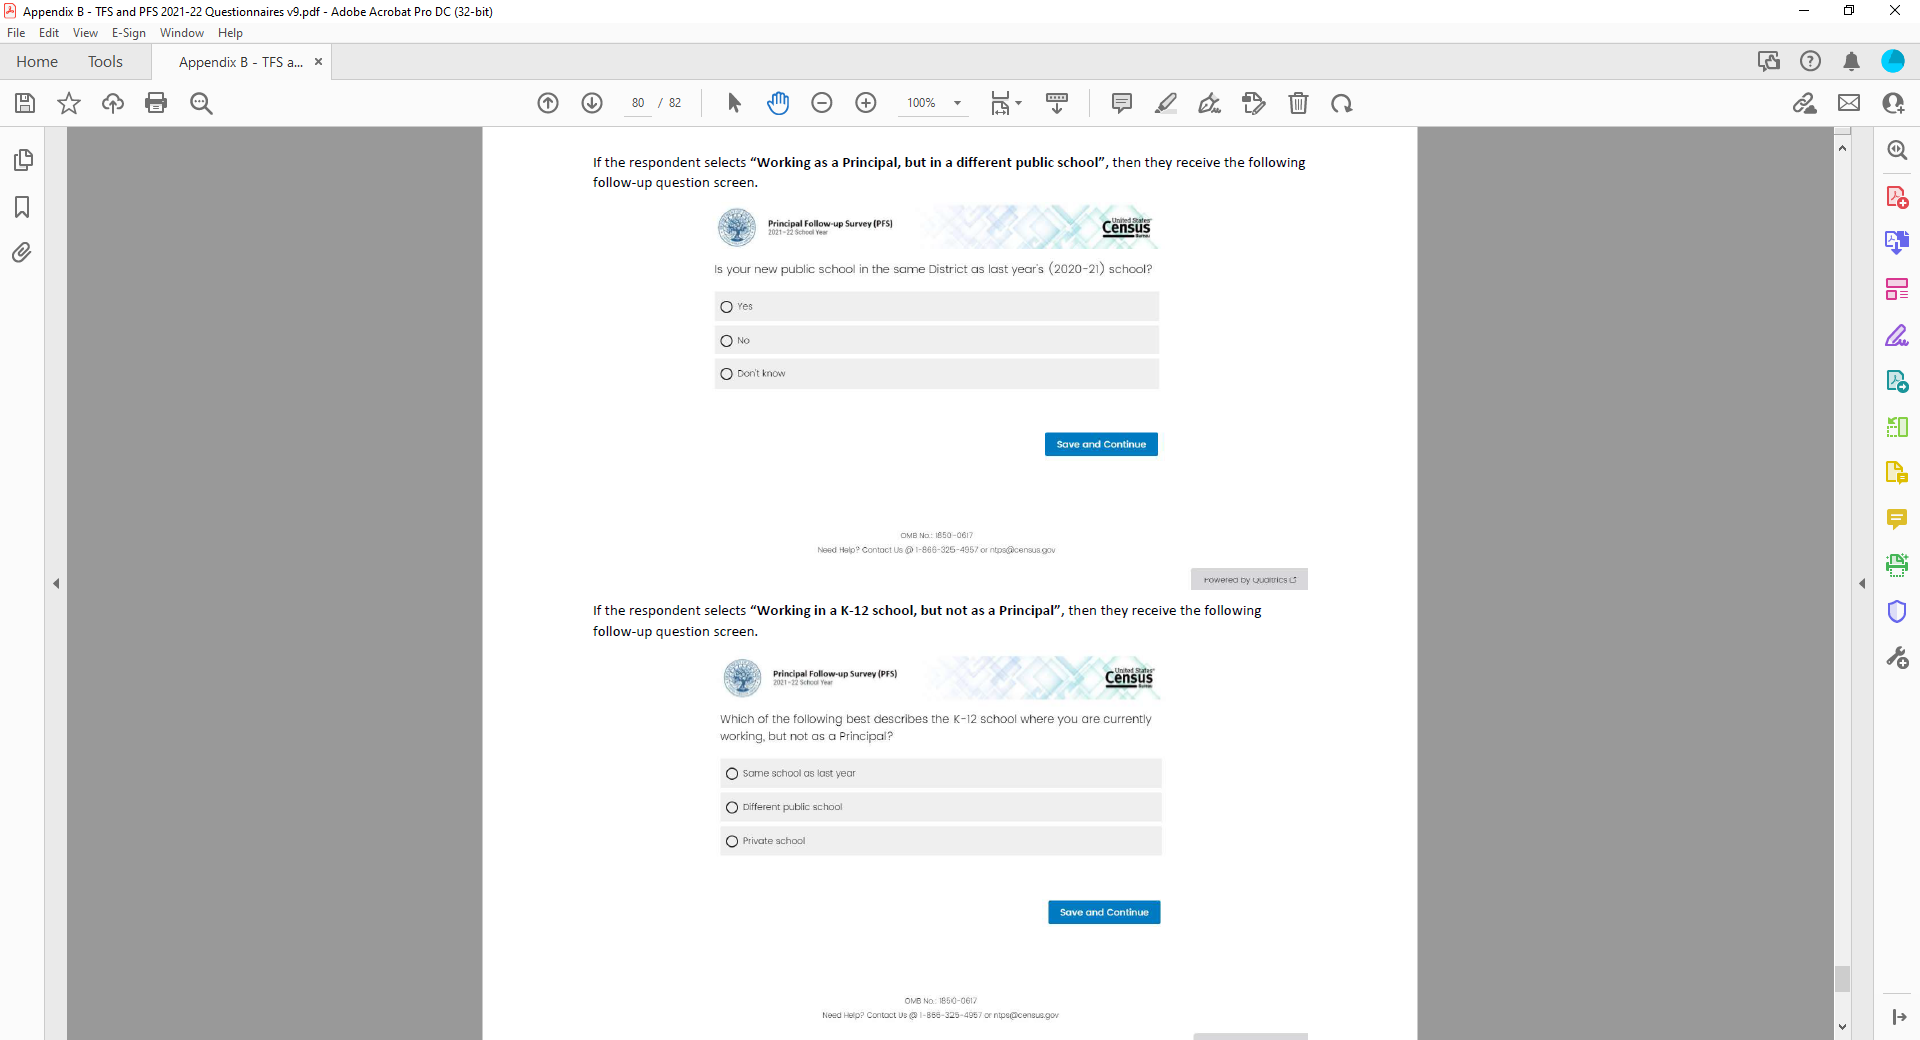 Appendix B - TFS and PFS 2021-22 Questionnaires v9.pdf - Adobe Acrobat Pro DC (32-bit)
File Edit View E-Sign Window Help
Home Tools Appendix B - TFS a...
80 / 82 100%
If the respondent selects “Working as a Principal, but in a different public school”, then they receive the following
follow-up question screen.
Principal Follow-up Survey (PFS)
2021-22 School Year
United States®
Census
Bureau
Is your new public school in the same District as last year's (2020-21) school?
Yes
No
Don't know
Save and Continue
OMB No.: 1850-0617
Need Help? Contact Us @ 1-866-325-4957 or ntps@census.gov
Powered by Qualtrics
If the respondent selects “Working in a K-12 school, but not as a Principal”, then they receive the following
follow-up question screen.
Principal Follow-up Survey (PFS)
2021-22 School Year
United States®
Census
Bureau
Which of the following best describes the K-12 school where you are currently
working, but not as a Principal?
Same school as last year
Different public school
Private school
Save and Continue
OMB No.: 1850-0617
Need Help? Contact Us @ 1-866-325-4957 or ntps@census.gov